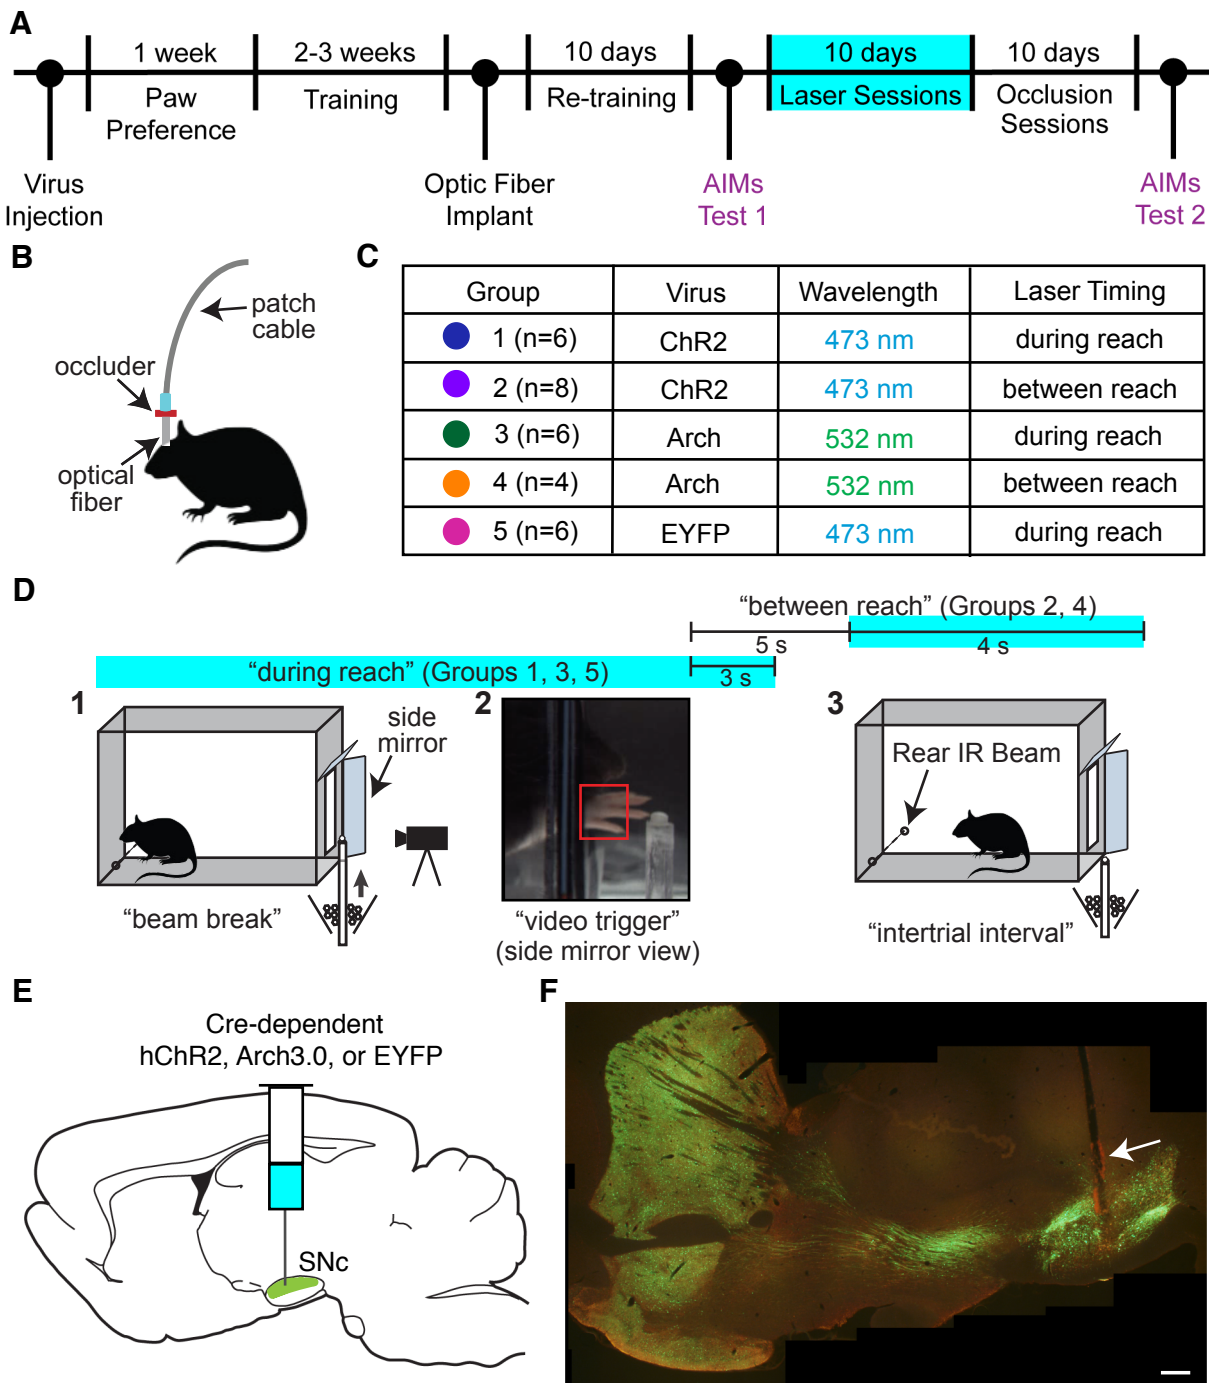 A
1 week
2-3 weeks
10 days
10 days
10 days
Paw
Preference
Training
Re-training
Laser Sessions
Occlusion
Sessions
Virus
Injection
Optic Fiber
Implant
AIMs
Test 1
AIMs
Test 2
B
patch
cable
occluder
optical
fiber
C
Group Virus Wavelength Laser Timing
1 (n=6) ChR2 473 nm during reach
2 (n=8) ChR2 473 nm between reach
3 (n=6) Arch 532 nm during reach
4 (n=4) Arch 532 nm between reach
5 (n=6) EYFP 473 nm during reach
D
"between reach" (Groups 2, 4)
5 s
4 s
"during reach" (Groups 1, 3, 5)
3 s
1
side
mirror
"beam break"
2
"video trigger"
(side mirror view)
3
Rear IR Beam
"intertrial interval"
E
Cre-dependent
hChR2, Arch3.0, or EYFP
SNc
F